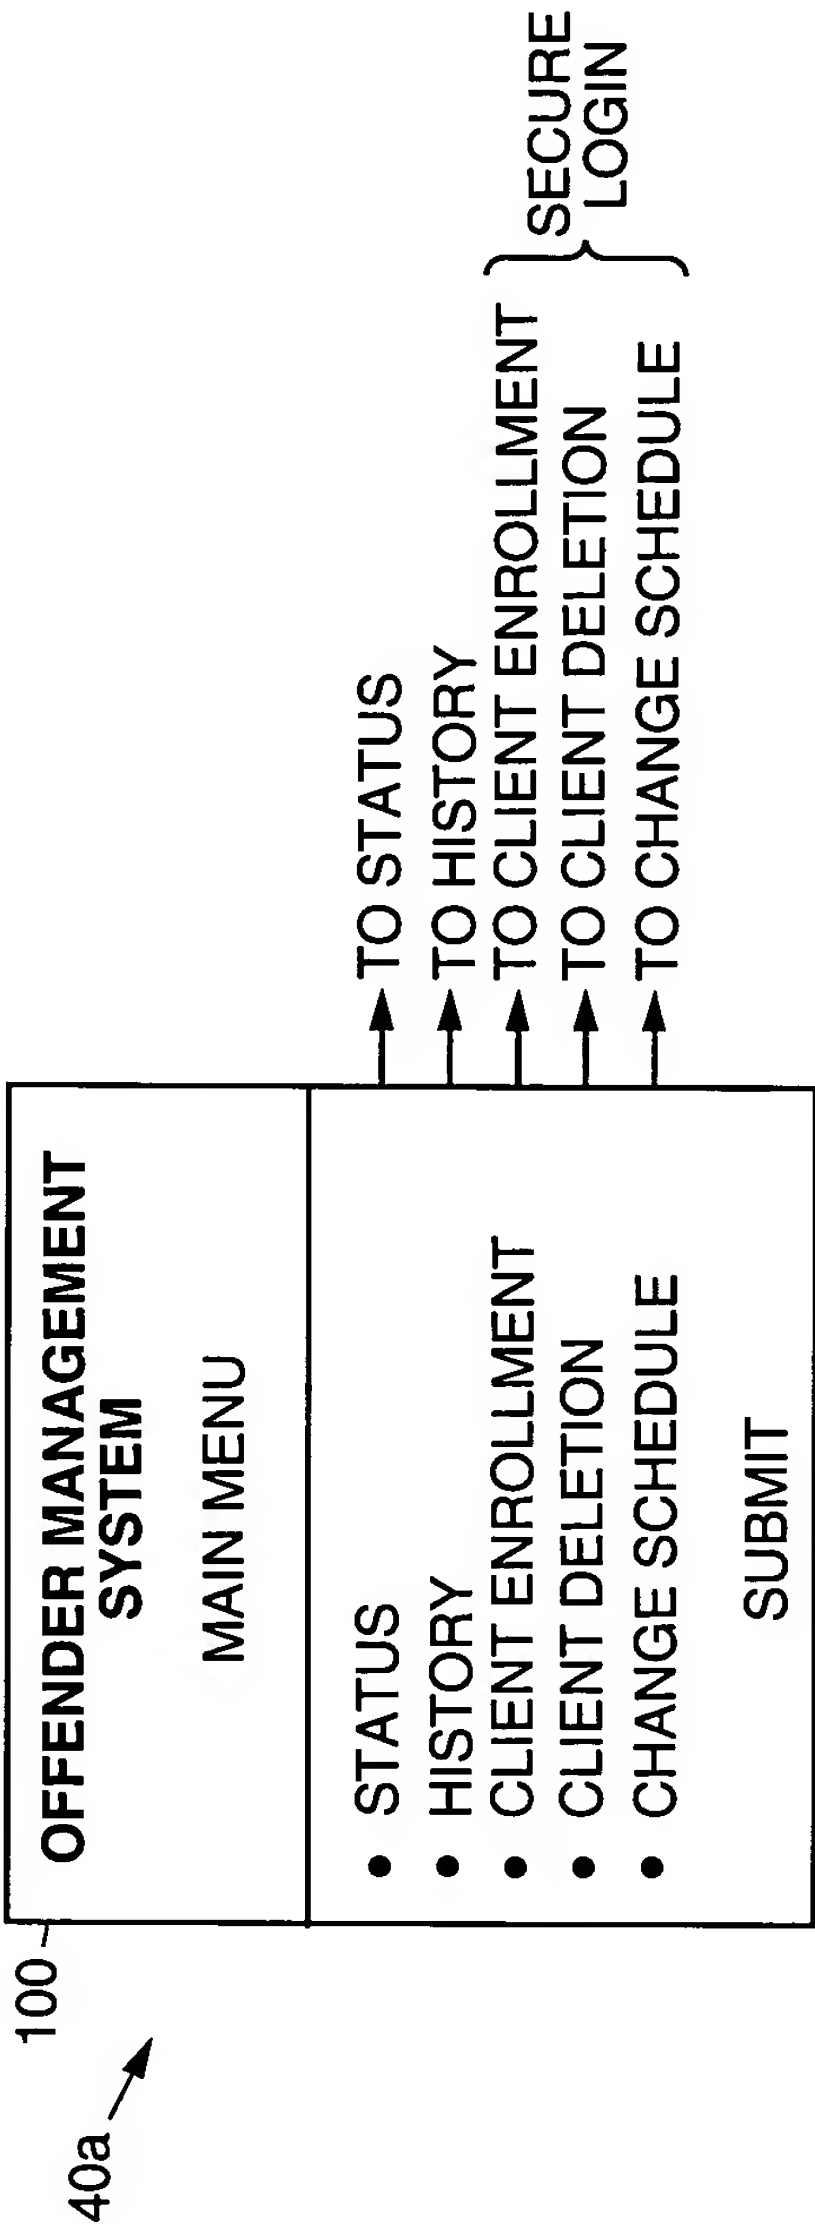 40a
100
OFFENDER MANAGEMENT
SYSTEM
MAIN MENU
• STATUS
• HISTORY
• CLIENT ENROLLMENT
• CLIENT DELETION
• CHANGE SCHEDULE
SUBMIT
TO STATUS
TO HISTORY
TO CLIENT ENROLLMENT
TO CLIENT DELETION
TO CHANGE SCHEDULE
SECURE
LOGIN